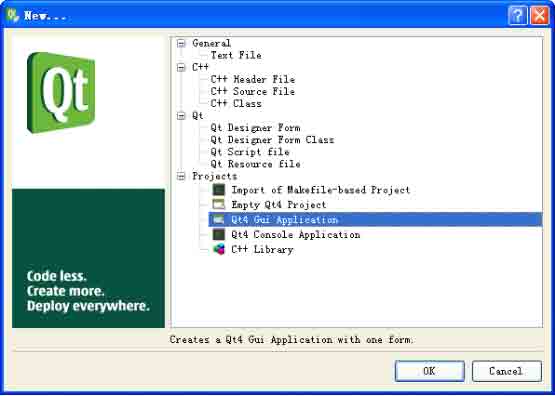 New...
General
Text File
C++
C++ Header File
C++ Source File
C++ Class
Qt
Qt Designer Form
Qt Designer Form Class
Qt Script file
Qt Resource file
Projects
Import of Makefile-based Project
Empty Qt4 Project
Qt4 Gui Application
Qt4 Console Application
C++ Library
Qt
Code less.
Create more.
Deploy everywhere.
Creates a Qt4 Gui Application with one form.
OK
Cancel